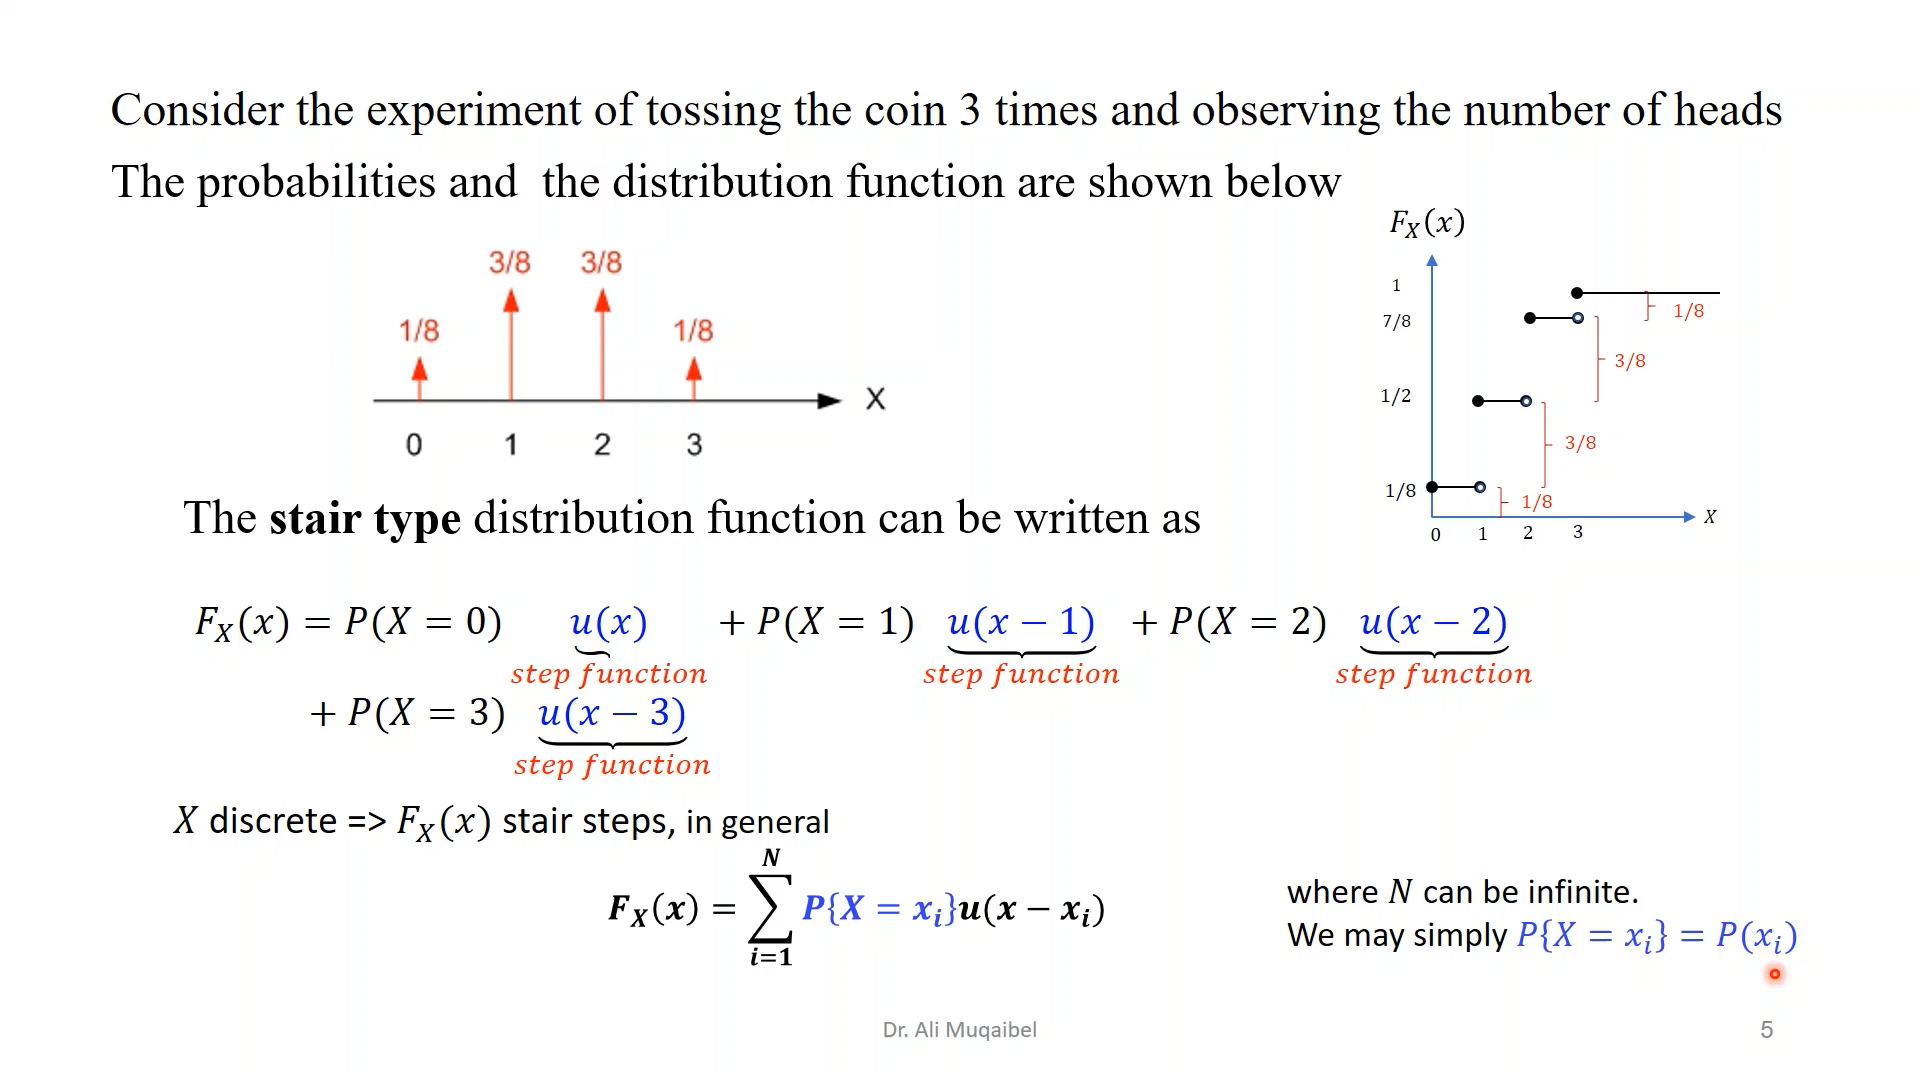 Consider the experiment of tossing the coin 3 times and observing the number of heads
The probabilities and  the distribution function are shown below
3/8 3/8
1/8 1/8
X
0 1 2 3
F_X(x)
1
7/8
1/2
1/8
1/8
3/8
3/8
1/8
0 1 2 3
X
The stair type distribution function can be written as
F_X(x) = P(X = 0) u(x) + P(X = 1) u(x − 1) + P(X = 2) u(x − 2)
step function step function step function
+ P(X = 3) u(x − 3)
step function
X discrete => F_X(x) stair steps, in general
N
F_X(x) = ∑ P{X = x_i}u(x − x_i)
i=1
where N can be infinite.
We may simply P{X = x_i} = P(x_i)
Dr. Ali Muqaibel
5